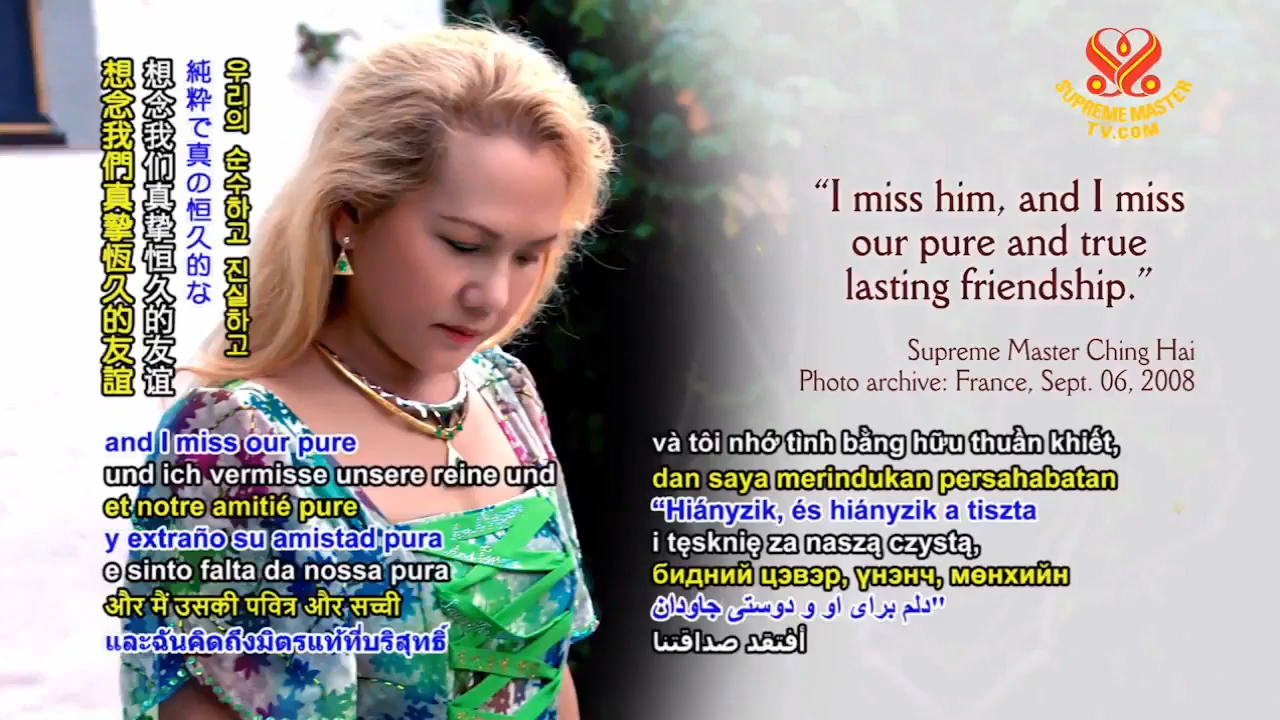 想念我們真摯恆久的友誼
想念我们真挚恒久的友谊
純粋で真の恒久的な
우리의 순수하고 진실하고
SUPREME MASTER
TV.COM
“I miss him, and I miss
our pure and true
lasting friendship.”
Supreme Master Ching Hai
Photo archive: France, Sept. 06, 2008
and I miss our pure
und ich vermisse unsere reine und
et notre amitié pure
y extraño su amistad pura
e sinto falta da nossa pura
और मैं उसकी पवित्र और सच्ची
และฉันคิดถึงมิตรแท้ที่บริสุทธิ์
và tôi nhớ tình bằng hữu thuần khiết,
dan saya merindukan persahabatan
“Hiányzik, és hiányzik a tiszta
i tęsknię za naszą czystą,
бидний цэвэр, үнэнч, мөнхийн
دلم برای او و دوستی جاودان"
أفتقد صداقتنا